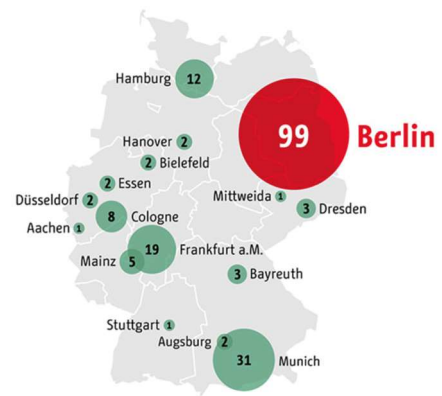 Hamburg 12
99 Berlin
Hanover 2
2 Bielefeld
2 Essen
Düsseldorf 2
Mittweida 1
3 Dresden
8 Cologne
Aachen 1
19 Frankfurt a.M.
Mainz 5
3 Bayreuth
Stuttgart 1
Augsburg 2
31 Munich